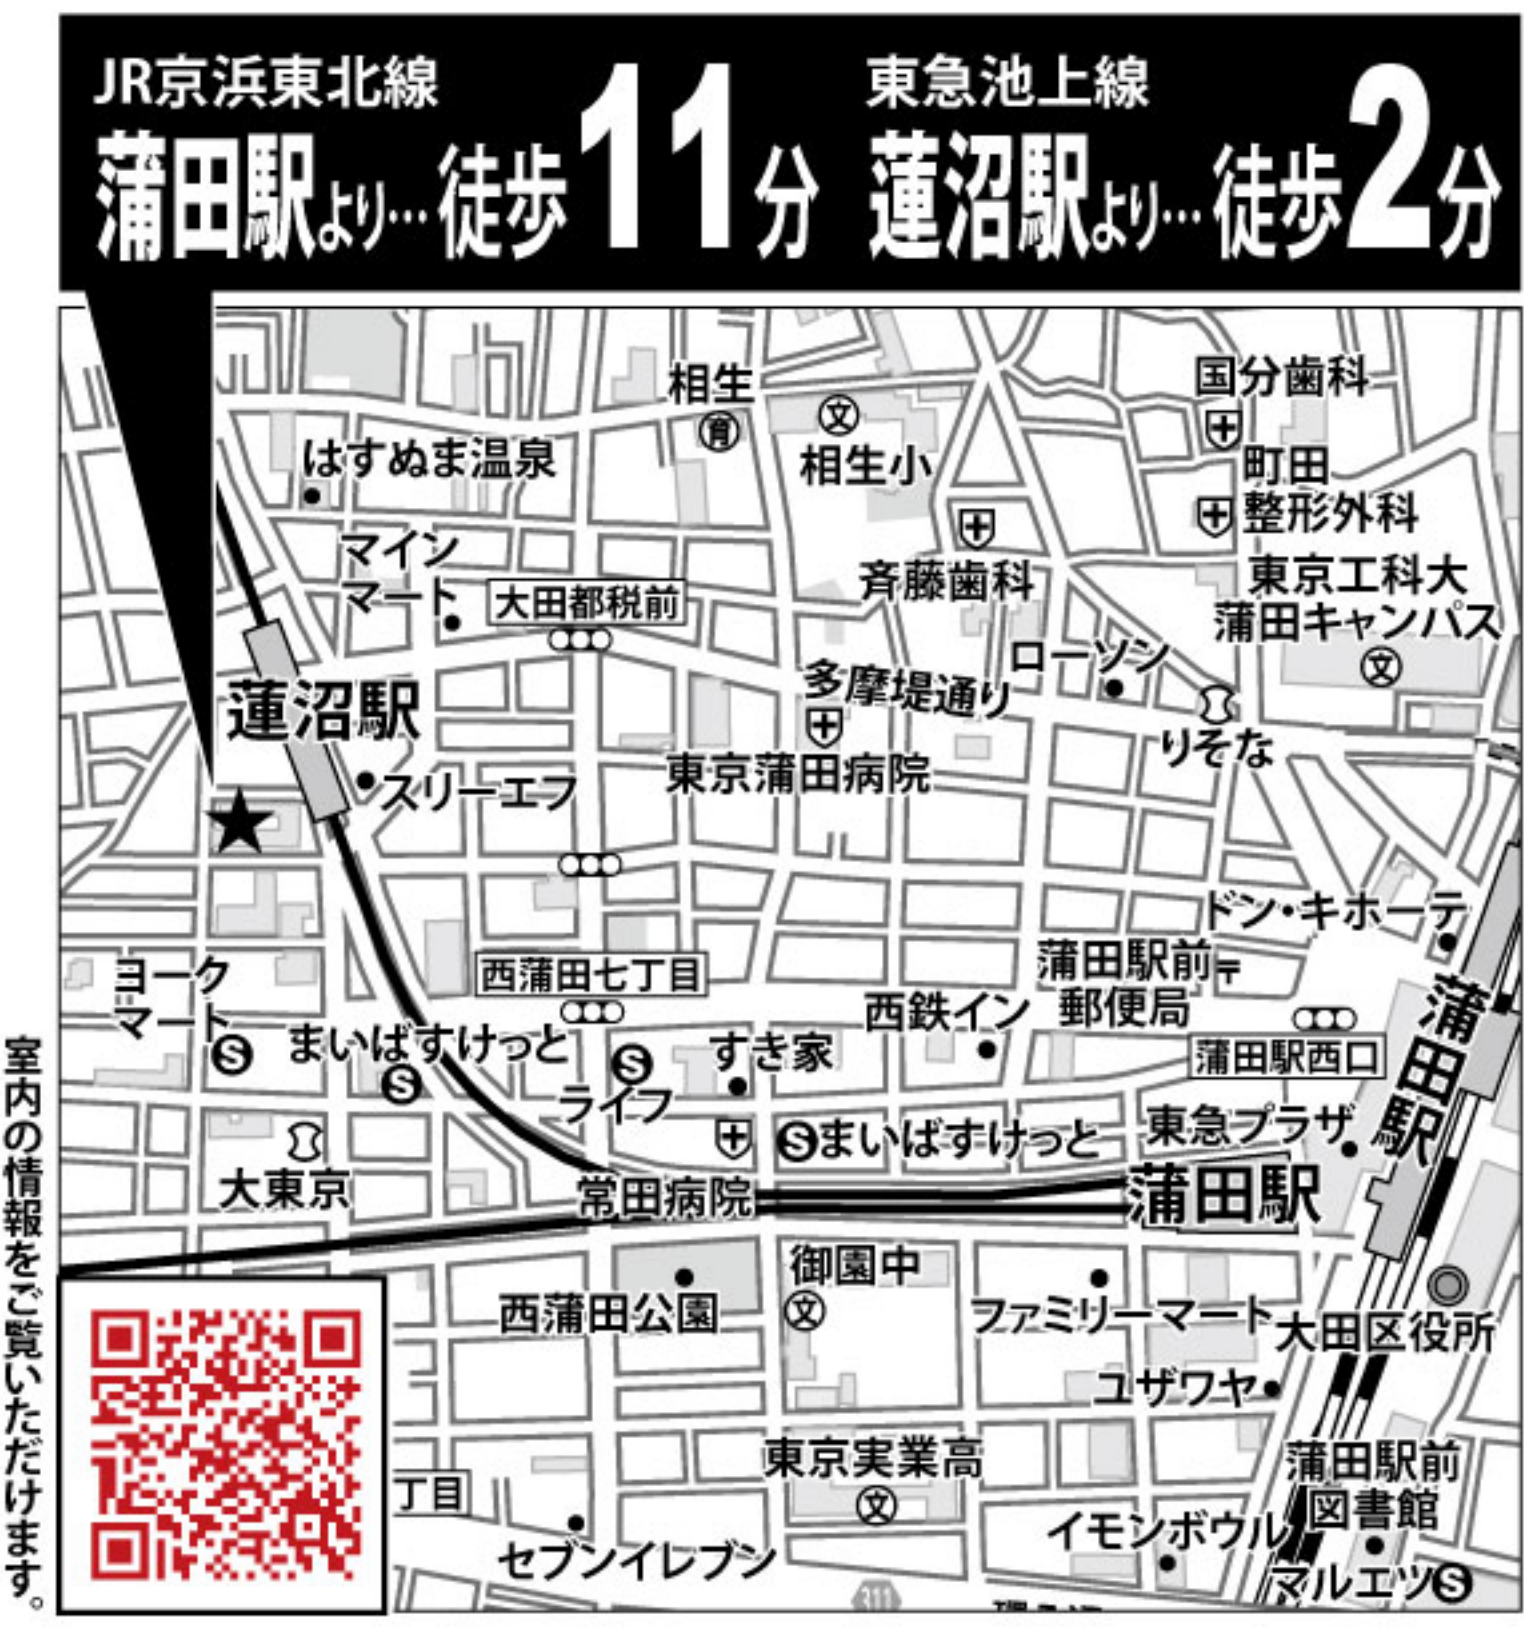 JR京浜東北線
蒲田駅より…徒歩11分
東急池上線
蓮沼駅より…徒歩2分
相生
育
文
相生小
国分歯科
はすぬま温泉
町田
整形外科
マイン
マート
大田都税前
斉藤歯科
東京工科大
蒲田キャンパス
文
ローソン
多摩堤通り
蓮沼駅
りそな
東京蒲田病院
スリーエフ
ドン・キホーテ
ヨーク
マート
S
西蒲田七丁目
蒲田駅前
郵便局
〒
西鉄イン
蒲田駅
まいばすけっと
S
S
ライフ
すき家
蒲田駅西口
大東京
Sまいばすけっと
東急プラザ
常田病院
蒲田駅
西蒲田公園
御園中
文
ファミリーマート
大田区役所
ユザワヤ
東京実業高
文
蒲田駅前
図書館
丁目
セブンイレブン
イモンボウル
マルエツS
311
室内の情報をご覧いただけます。